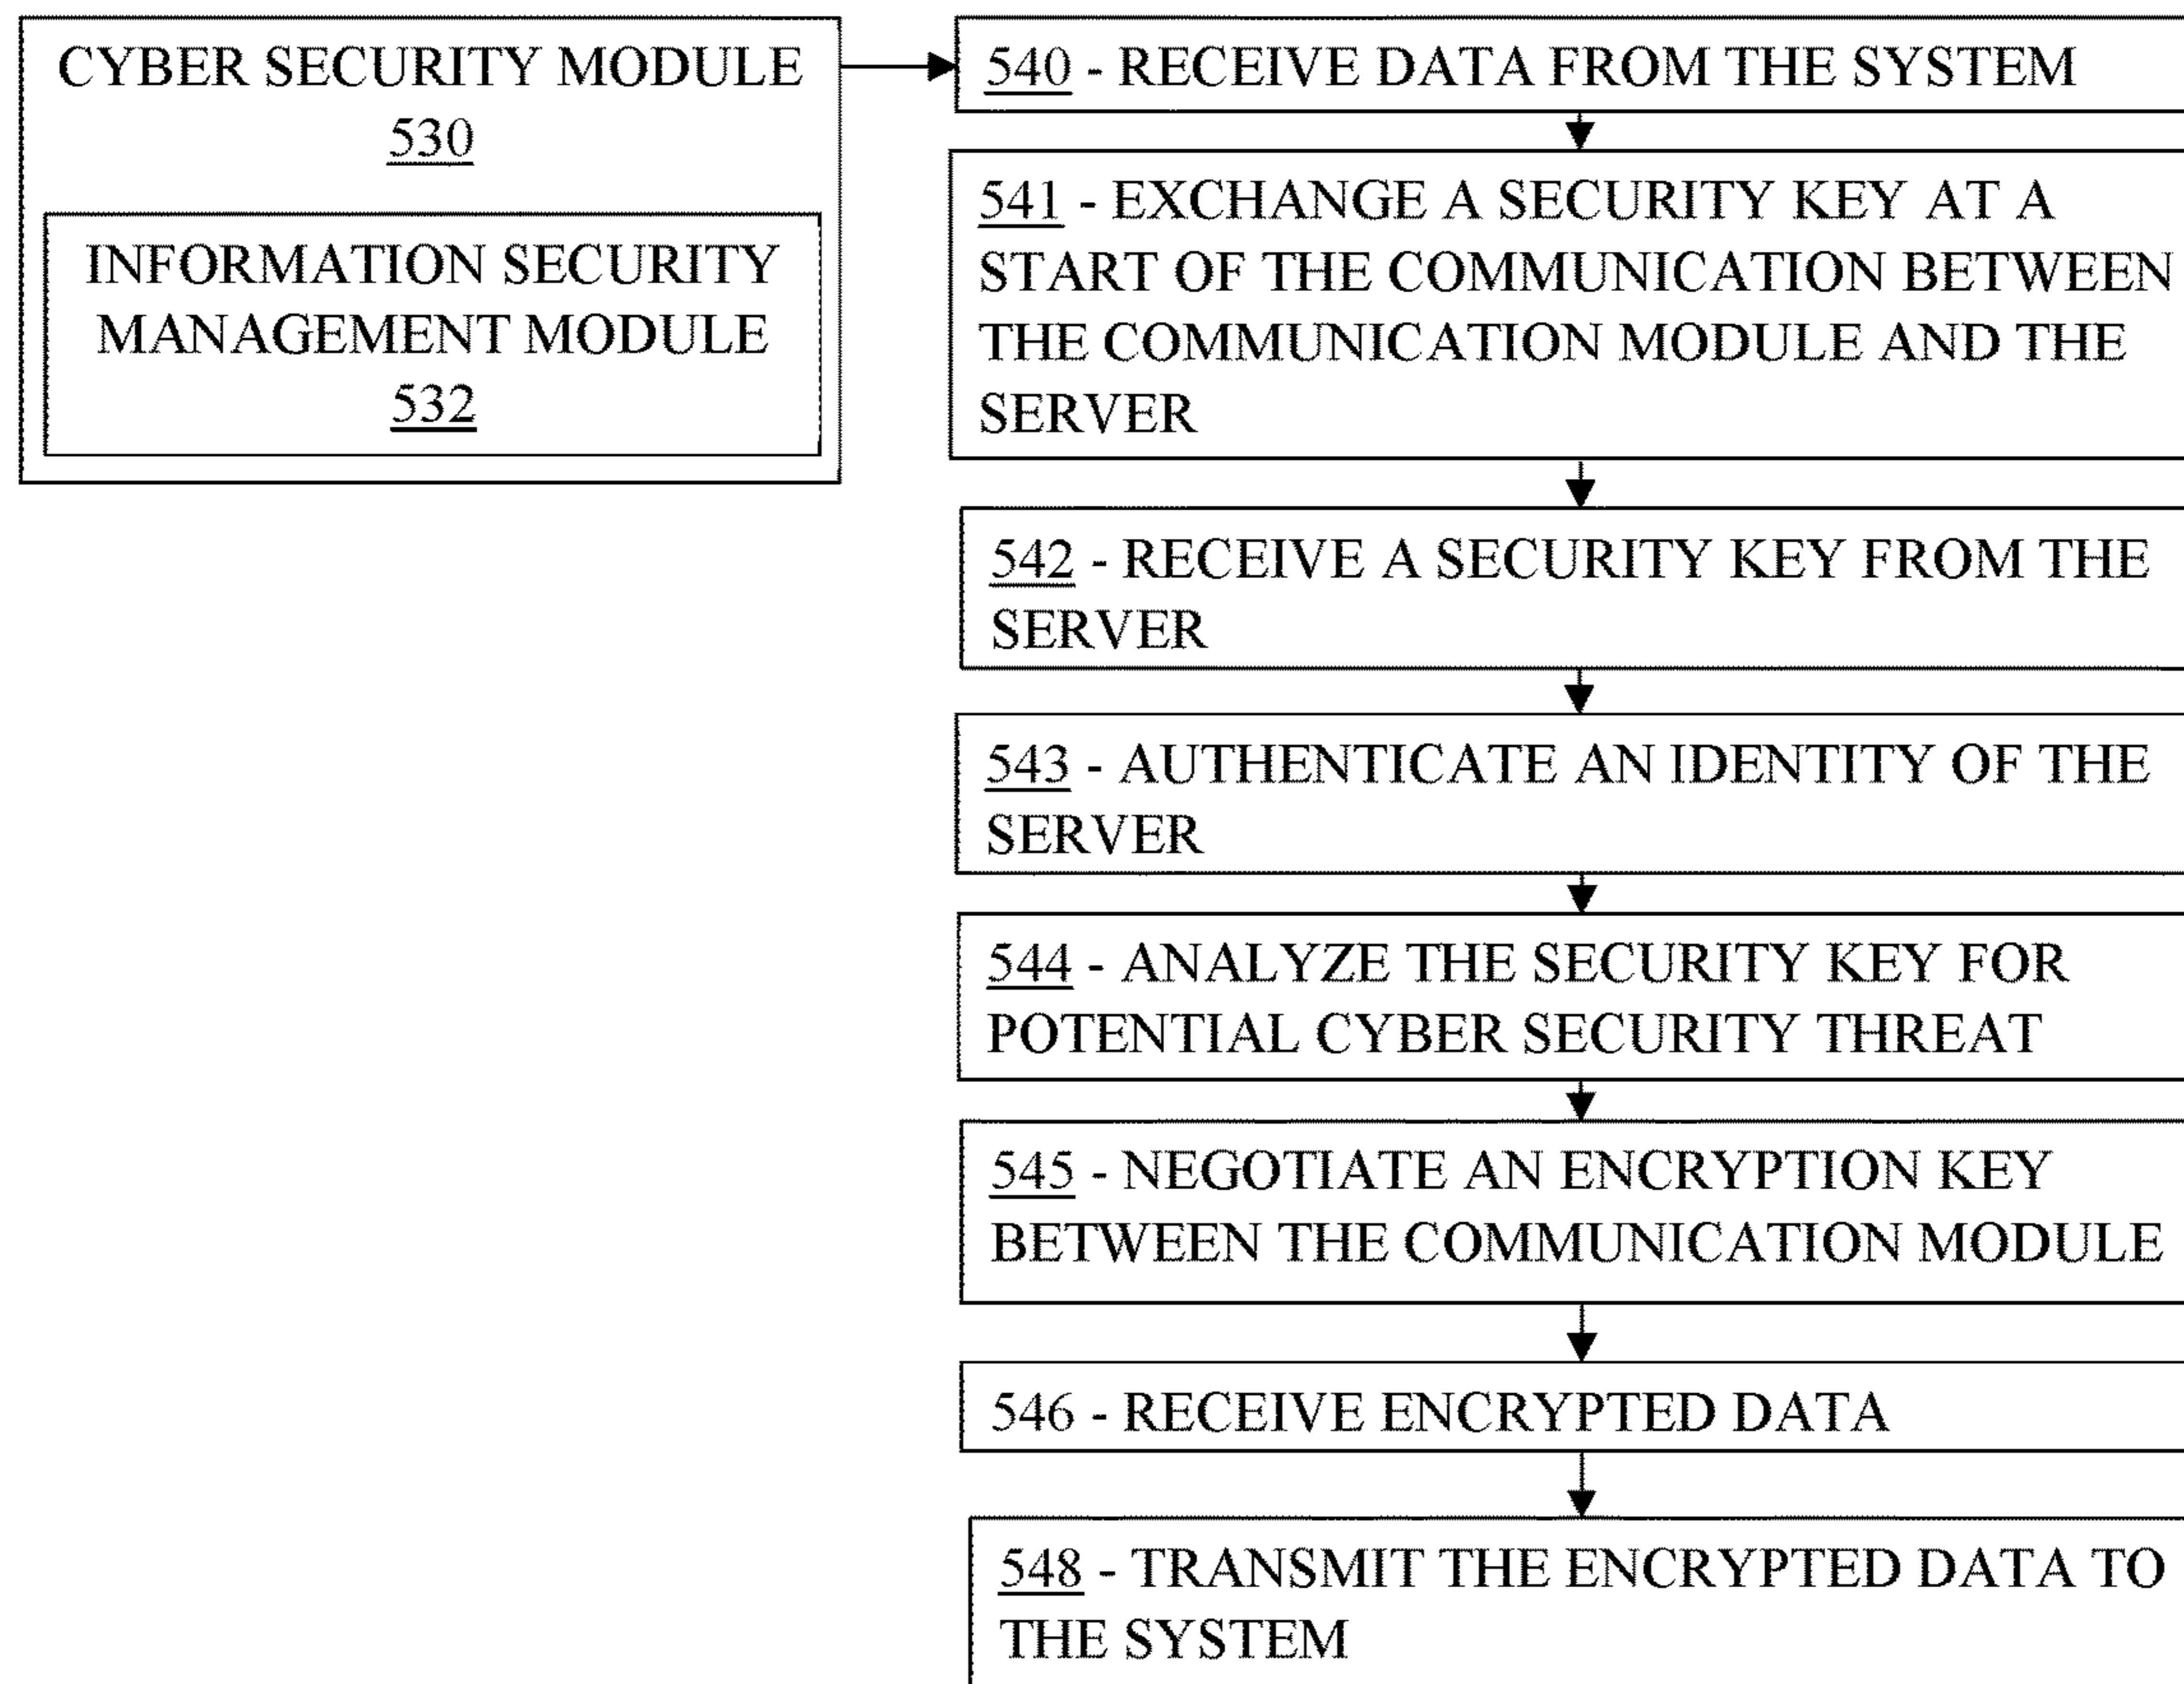 CYBER SECURITY MODULE
530
INFORMATION SECURITY
MANAGEMENT MODULE
532
540 - RECEIVE DATA FROM THE SYSTEM
541 - EXCHANGE A SECURITY KEY AT A
START OF THE COMMUNICATION BETWEEN
THE COMMUNICATION MODULE AND THE
SERVER
542 - RECEIVE A SECURITY KEY FROM THE
SERVER
543 - AUTHENTICATE AN IDENTITY OF THE
SERVER
544 - ANALYZE THE SECURITY KEY FOR
POTENTIAL CYBER SECURITY THREAT
545 - NEGOTIATE AN ENCRYPTION KEY
BETWEEN THE COMMUNICATION MODULE
546 - RECEIVE ENCRYPTED DATA
548 - TRANSMIT THE ENCRYPTED DATA TO
THE SYSTEM